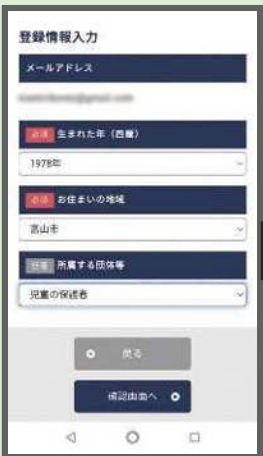 登録情報入力
メールアドレス
必須 生まれた年（西暦）
1978年
必須 お住まいの地域
富山市
任意 所属する団体等
児童の保護者
戻る
確認画面へ